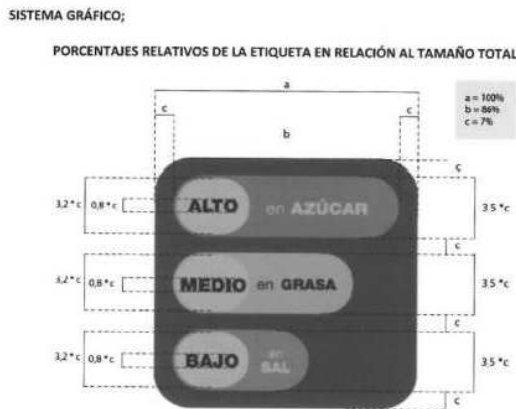 SISTEMA GRÁFICO;
PORCENTAJES RELATIVOS DE LA ETIQUETA EN RELACIÓN AL TAMAÑO TOTAL
a
a = 100%
b = 86%
c = 7%
c
c
b
c
3,2 * c
0,8 * c
ALTO en AZÚCAR
3.5 *c
c
3,2 * c
0,8 * c
MEDIO en GRASA
3.5 *c
c
3,2 * c
0,8 * c
BAJO en SAL
3,5 *c
c